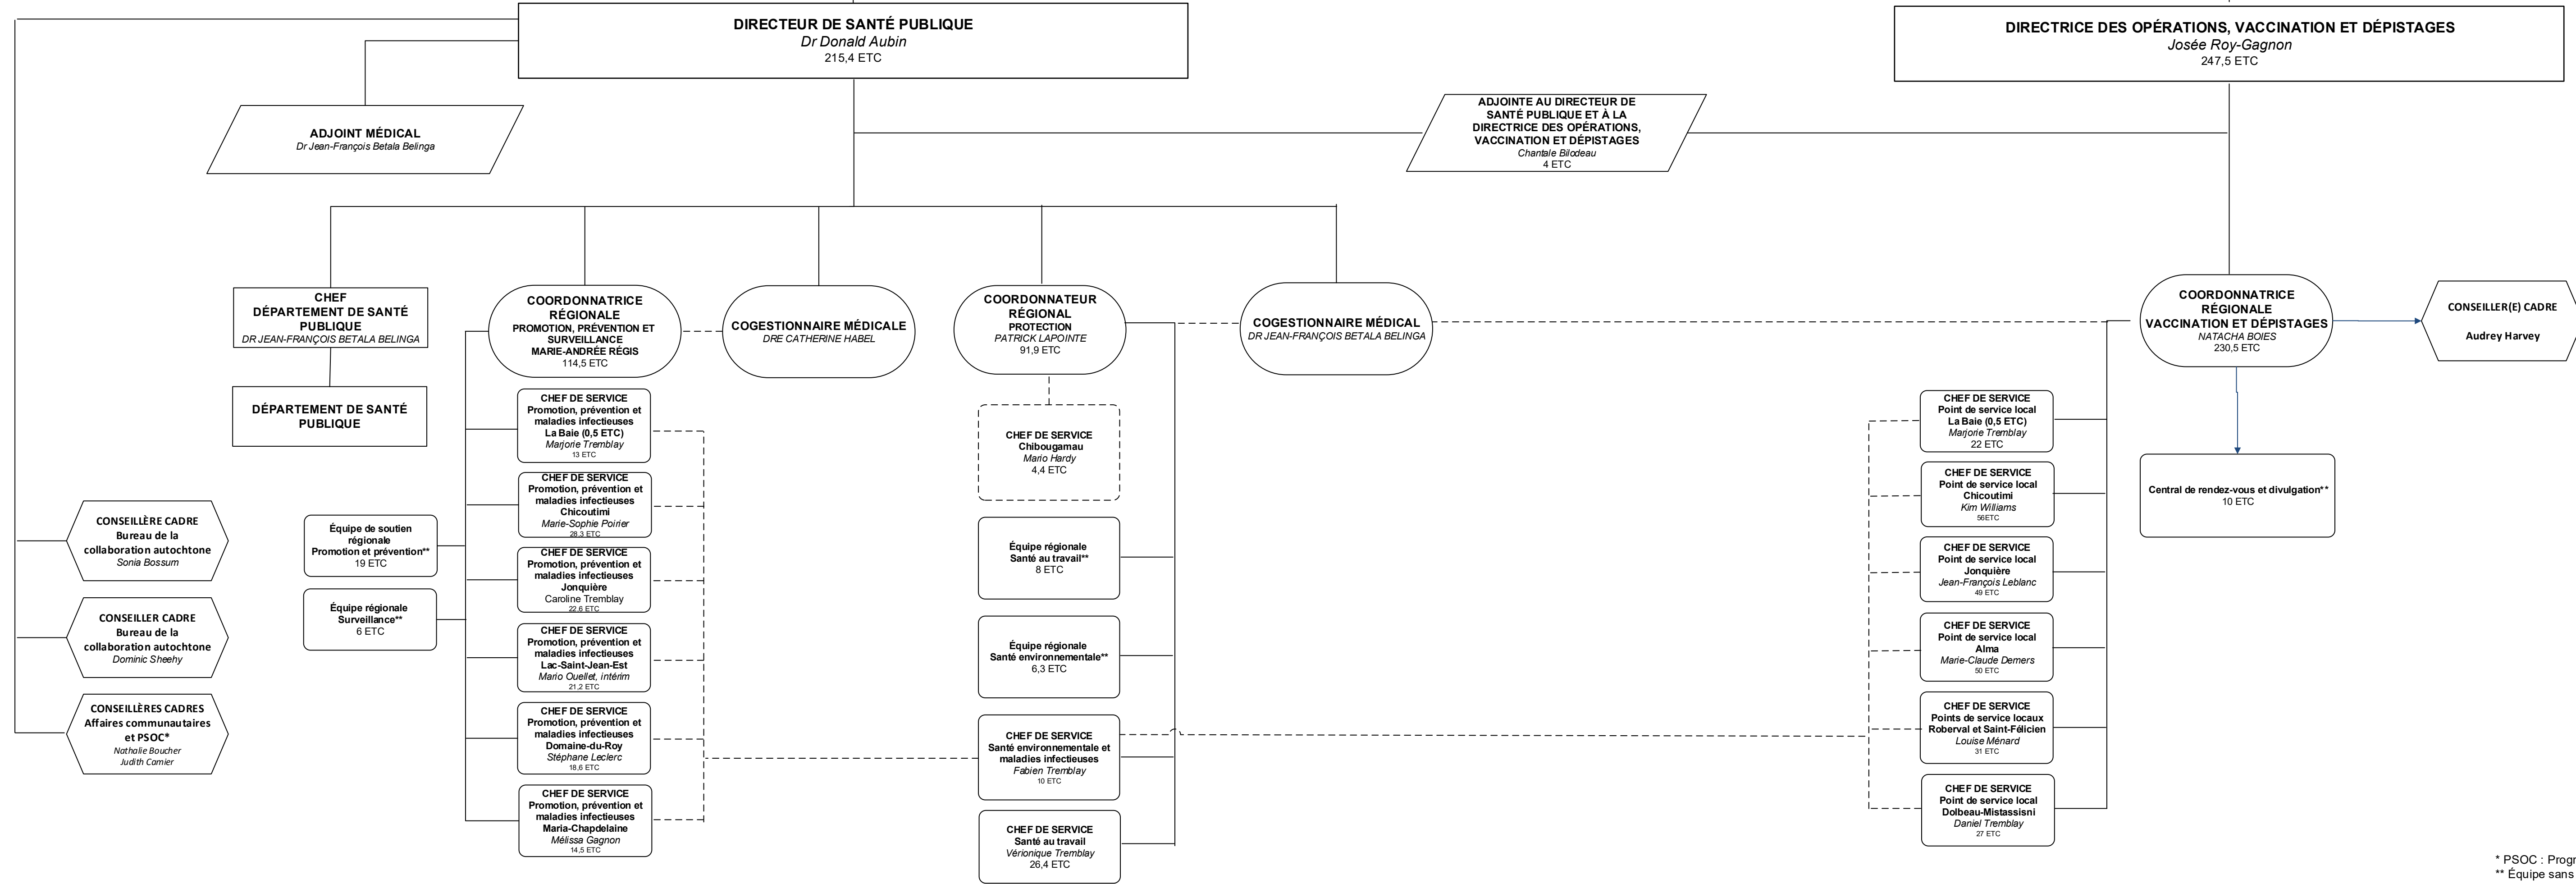 DIRECTEUR DE SANTÉ PUBLIQUE
Dr Donald Aubin
215,4 ETC
DIRECTRICE DES OPÉRATIONS, VACCINATION ET DÉPISTAGES
Josée Roy-Gagnon
247,5 ETC
ADJOINT MÉDICAL
Dr Jean-François Betala Belinga
ADJOINTE AU DIRECTEUR DE
SANTÉ PUBLIQUE ET À LA
DIRECTRICE DES OPÉRATIONS,
VACCINATION ET DÉPISTAGES
Chantale Bilodeau
4 ETC
CHEF
DÉPARTEMENT DE SANTÉ
PUBLIQUE
DR JEAN-FRANÇOIS BETALA BELINGA
DÉPARTEMENT DE SANTÉ
PUBLIQUE
COORDONNATRICE
RÉGIONALE
PROMOTION, PRÉVENTION ET
SURVEILLANCE
MARIE-ANDRÉE RÉGIS
114,5 ETC
COGESTIONNAIRE MÉDICALE
DRE CATHERINE HABEL
COORDONNATEUR
RÉGIONAL
PROTECTION
PATRICK LAPOINTE
91,9 ETC
COGESTIONNAIRE MÉDICAL
DR JEAN-FRANÇOIS BETALA BELINGA
COORDONNATRICE
RÉGIONALE
VACCINATION ET DÉPISTAGES
NATACHA BOIES
230,5 ETC
CONSEILLER(E) CADRE
Audrey Harvey
CONSEILLÈRE CADRE
Bureau de la
collaboration autochtone
Sonia Bossum
CONSEILLER CADRE
Bureau de la
collaboration autochtone
Dominic Sheehy
CONSEILLÈRES CADRES
Affaires communautaires
et PSOC*
Nathalie Boucher
Judith Camier
Équipe de soutien
régionale
Promotion et prévention**
19 ETC
Équipe régionale
Surveillance**
6 ETC
CHEF DE SERVICE
Promotion, prévention et
maladies infectieuses
La Baie (0,5 ETC)
Marjorie Tremblay
13 ETC
CHEF DE SERVICE
Promotion, prévention et
maladies infectieuses
Chicoutimi
Marie-Sophie Poirier
28,3 ETC
CHEF DE SERVICE
Promotion, prévention et
maladies infectieuses
Jonquière
Caroline Tremblay
22,6 ETC
CHEF DE SERVICE
Promotion, prévention et
maladies infectieuses
Lac-Saint-Jean-Est
Mario Ouellet, intérim
21,2 ETC
CHEF DE SERVICE
Promotion, prévention et
maladies infectieuses
Domaine-du-Roy
Stéphane Leclerc
18,6 ETC
CHEF DE SERVICE
Promotion, prévention et
maladies infectieuses
Maria-Chapdelaine
Mélissa Gagnon
14,5 ETC
CHEF DE SERVICE
Chibougamau
Mario Hardy
4,4 ETC
Équipe régionale
Santé au travail**
8 ETC
Équipe régionale
Santé environnementale**
6,3 ETC
CHEF DE SERVICE
Santé environnementale et
maladies infectieuses
Fabien Tremblay
10 ETC
CHEF DE SERVICE
Santé au travail
Vérionique Tremblay
26,4 ETC
CHEF DE SERVICE
Point de service local
La Baie (0,5 ETC)
Marjorie Tremblay
22 ETC
CHEF DE SERVICE
Point de service local
Chicoutimi
Kim Williams
56ETC
CHEF DE SERVICE
Point de service local
Jonquière
Jean-François Leblanc
49 ETC
CHEF DE SERVICE
Point de service local
Alma
Marie-Claude Demers
50 ETC
CHEF DE SERVICE
Points de service locaux
Roberval et Saint-Félicien
Louise Ménard
31 ETC
CHEF DE SERVICE
Point de service local
Dolbeau-Mistassisni
Daniel Tremblay
27 ETC
Central de rendez-vous et divulgation**
10 ETC
* PSOC : Progr
** Équipe sans